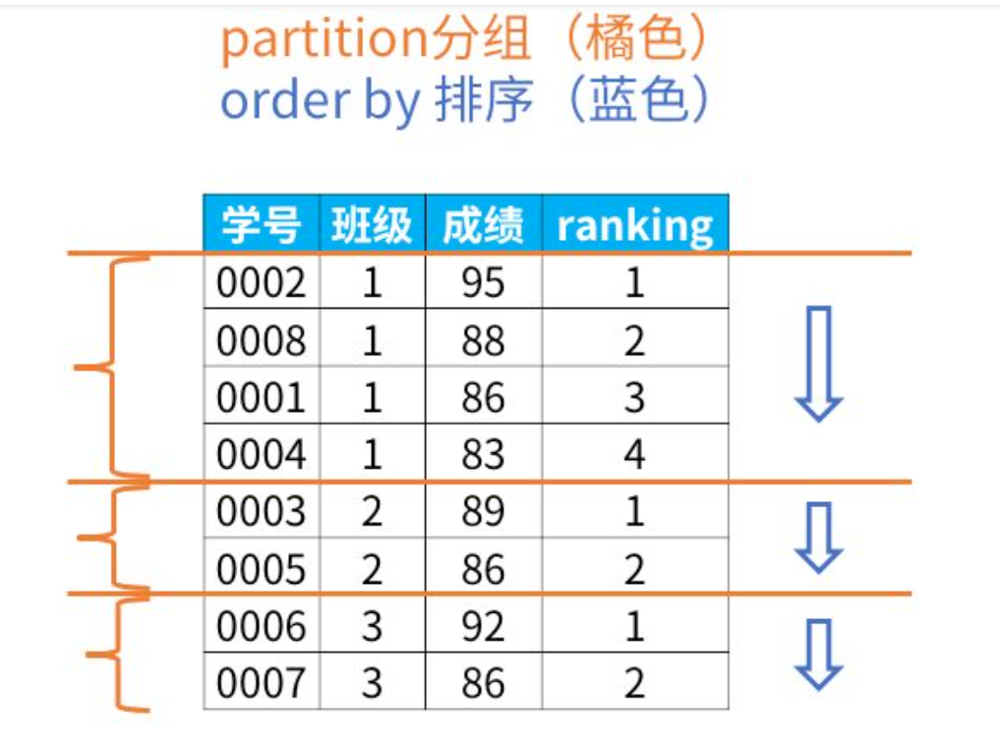 partition分组（橘色）
order by 排序（蓝色）
学号 班级 成绩 ranking
0002 1 95 1
0008 1 88 2
0001 1 86 3
0004 1 83 4
0003 2 89 1
0005 2 86 2
0006 3 92 1
0007 3 86 2